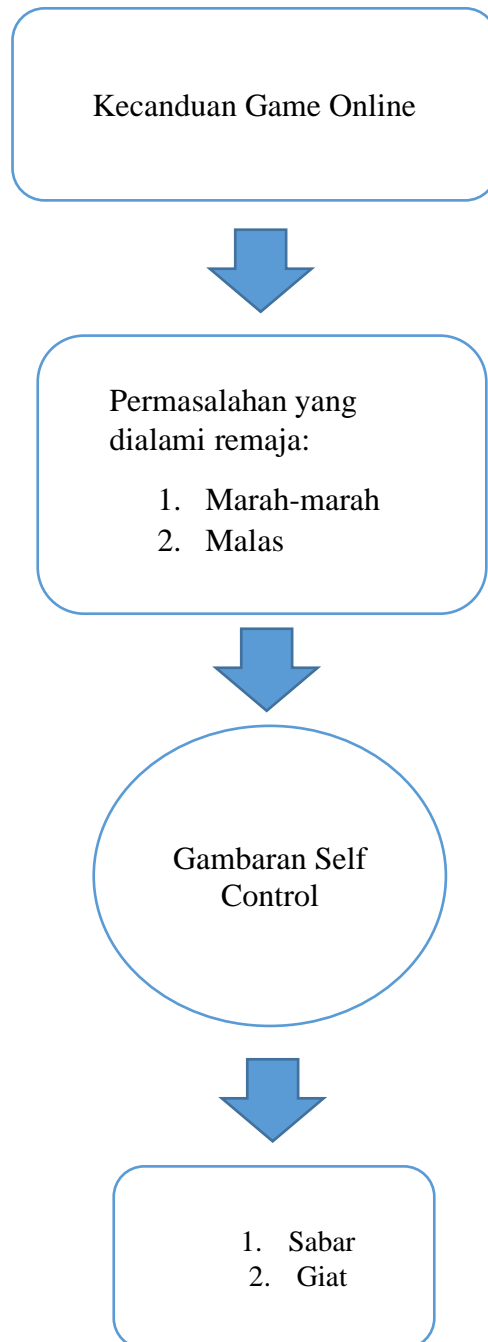 Kecanduan Game Online
Permasalahan yang
dialami remaja:
1. Marah-marah
2. Malas
Gambaran Self
Control
1. Sabar
2. Giat